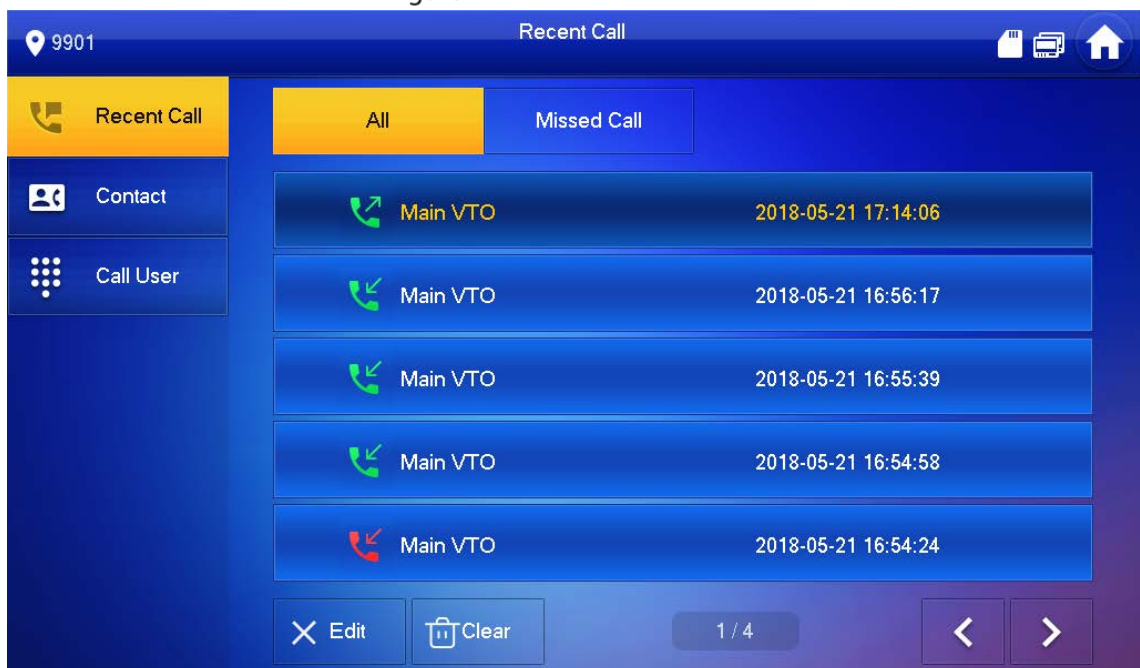 9901
Recent Call
Recent Call
Contact
Call User
All
Missed Call
Main VTO 2018-05-21 17:14:06
Main VTO 2018-05-21 16:56:17
Main VTO 2018-05-21 16:55:39
Main VTO 2018-05-21 16:54:58
Main VTO 2018-05-21 16:54:24
Edit
Clear
1 / 4